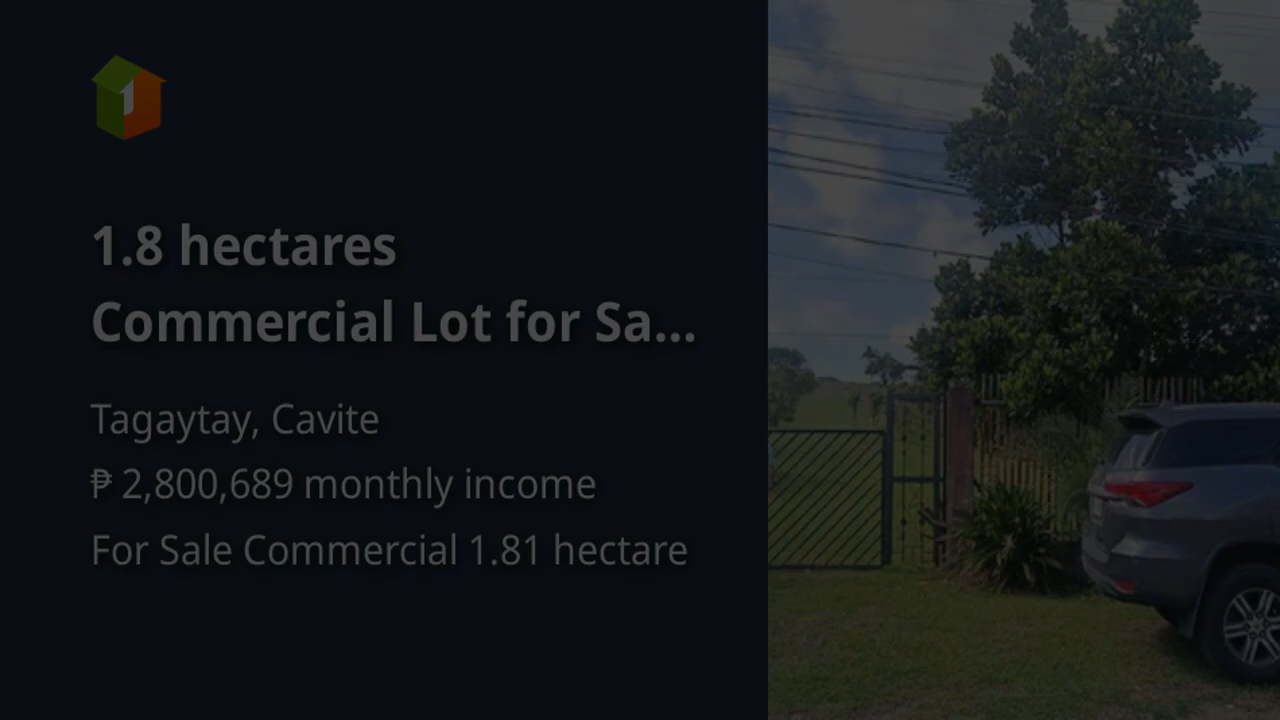 1.8 hectares
Commercial Lot for Sa...
Tagaytay, Cavite
₱ 2,800,689 monthly income
For Sale Commercial 1.81 hectare